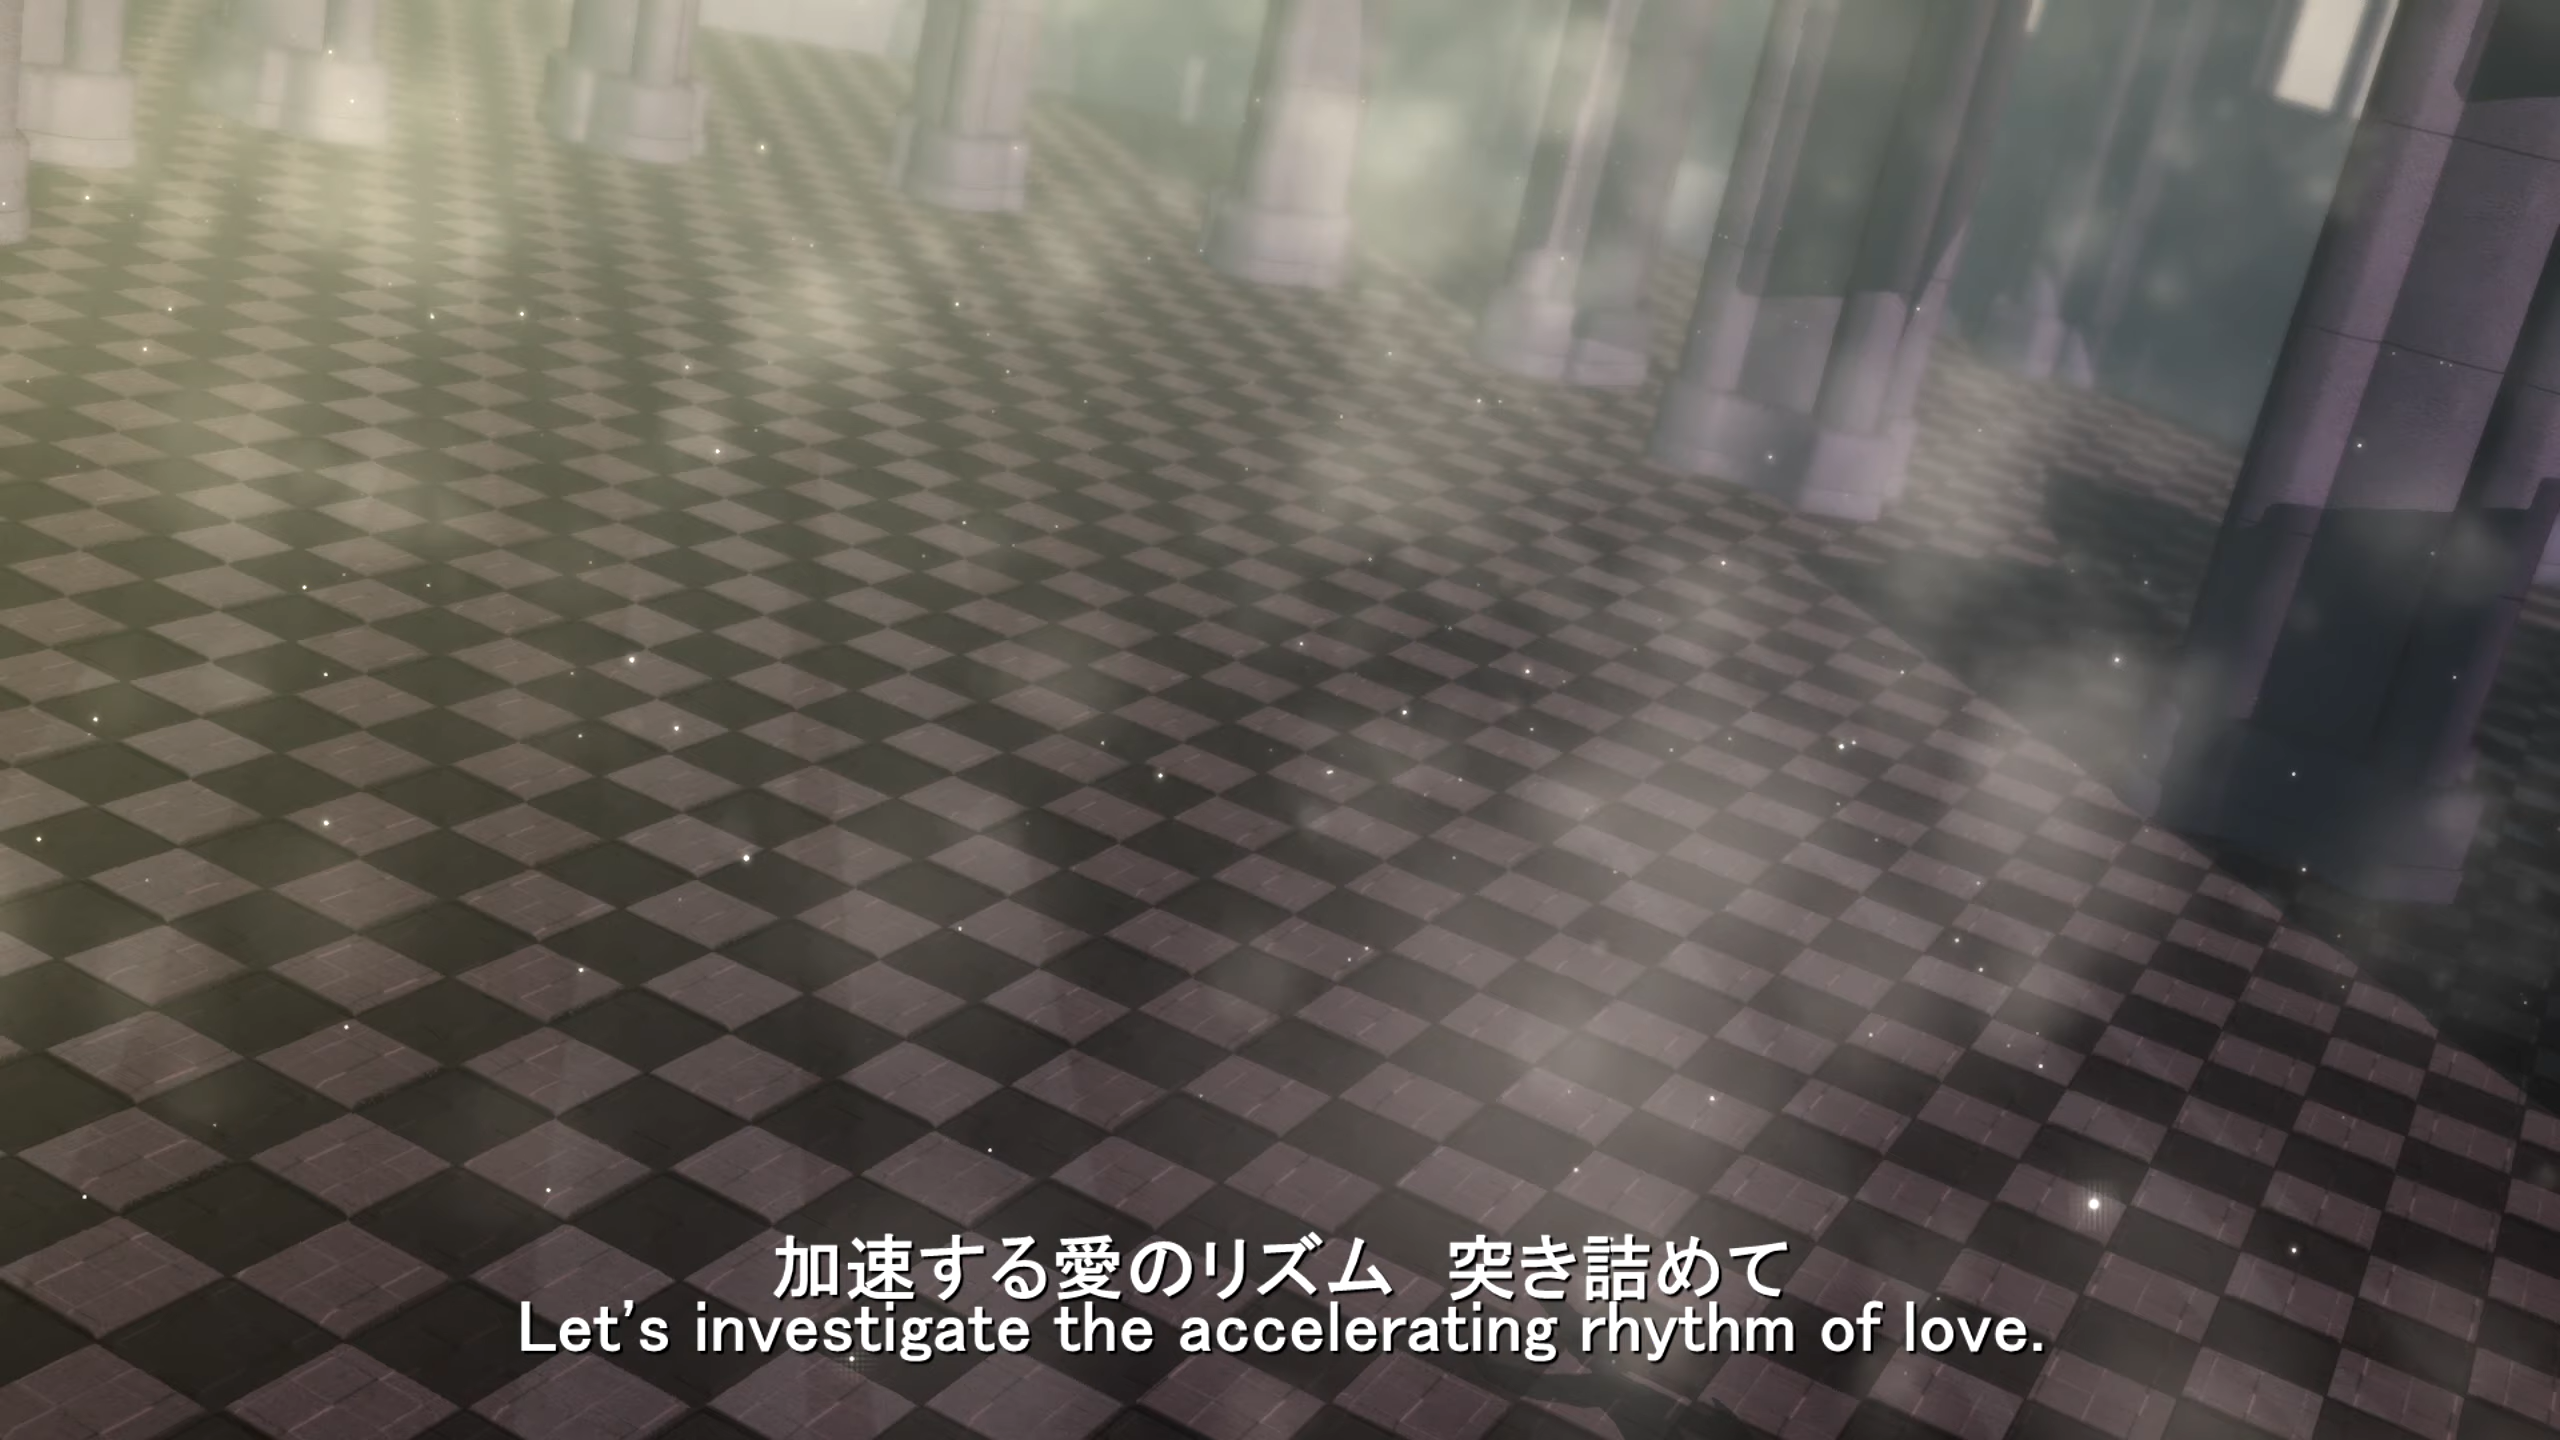 加速する愛のリズム　突き詰めて
Let's investigate the accelerating rhythm of love.